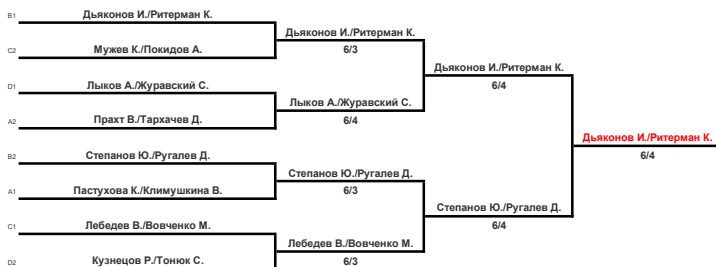 B1 Дьяконов И./Ритерман К.
Дьяконов И./Ритерман К.
C2 Мужев К./Покидов А.
6/3
Дьяконов И./Ритерман К.
D1 Лыков А./Журавский С.
6/4
Лыков А./Журавский С.
A2 Прахт В./Тархачев Д.
6/4
Дьяконов И./Ритерман К.
B2 Степанов Ю./Ругалев Д.
6/4
Степанов Ю./Ругалев Д.
A1 Пастухова К./Климушкина В.
6/3
Степанов Ю./Ругалев Д.
C1 Лебедев В./Вовченко М.
6/4
Лебедев В./Вовченко М.
D2 Кузнецов Р./Тонюк С.
6/3